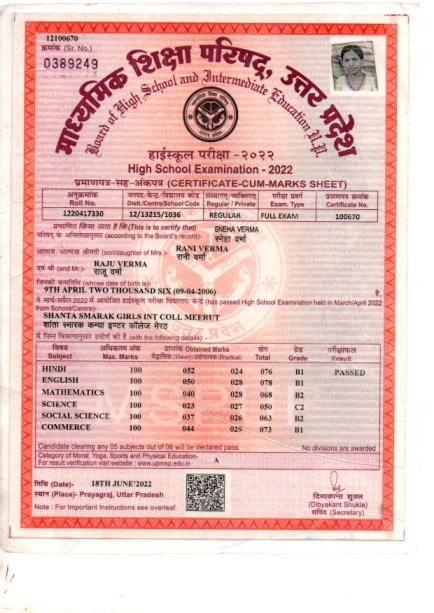 12100670
क्रमांक (Sr. No.)
0389249
माध्यमिक शिक्षा परिषद्, उत्तर प्रदेश
Board of High School and Intermediate Education, U.P.
हाईस्कूल परीक्षा -२०२२
High School Examination - 2022
प्रमाणपत्र-सह-अंकपत्र (CERTIFICATE-CUM-MARKS SHEET)
अनुक्रमांक जनपद/केन्द्र/विद्यालय कोड संस्थागत/व्यक्तिगत परीक्षा प्रकार प्रमाणपत्र क्रमांक
Roll No. Distt./Centre/School Code Regular / Private Exam. Type Certificate No.
1220417330 12/13215/1036 REGULAR FULL EXAM 100670
प्रमाणित किया जाता है कि (This is to certify that) SNEHA VERMA
परिषद् के अभिलेखानुसार (according to the Board's record)- स्नेहा वर्मा
आत्मज/आत्मजा श्रीमती (son/daughter of Mrs.)- RANI VERMA
रानी वर्मा
एवं श्री (and Mr.)- RAJU VERMA
राजू वर्मा
जिनकी जन्मतिथि (whose date of birth is)-
9TH APRIL TWO THOUSAND SIX (09-04-2006) है,
ने मार्च/अप्रैल 2022 में आयोजित हाईस्कूल परीक्षा विद्यालय/केन्द्र (has passed High School Examination held in March/April 2022
from School/Centre)-
SHANTA SMARAK GIRLS INT COLL MEERUT
शांता स्मारक कन्या इण्टर कॉलेज मेरठ
से निम्न विवरणानुसार उत्तीर्ण की है (with the following details): -
विषय अधिकतम अंक प्राप्तांक Obtained Marks योग ग्रेड परीक्षाफल
Subject Max. Marks सैद्धांतिक (Theory) प्रयोगात्मक (Practical) Total Grade Result
HINDI 100 052 024 076 B1 PASSED
ENGLISH 100 050 028 078 B1
MATHEMATICS 100 040 028 068 B2
SCIENCE 100 023 027 050 C2
SOCIAL SCIENCE 100 037 026 063 B2
COMMERCE 100 044 029 073 B1
Candidate clearing any 05 subjects out of 06 will be declared pass No divisions are awarded
Category of Moral, Yoga, Sports and Physical Education- A
For result verification visit website : www.upmsp.edu.in
तिथि (Date)- 18TH JUNE'2022
स्थान (Place)- Prayagraj, Uttar Pradesh
दिव्यकान्त शुक्ल
(Dibyakant Shukla)
सचिव (Secretary)
Note : For Important Instructions see overleaf.